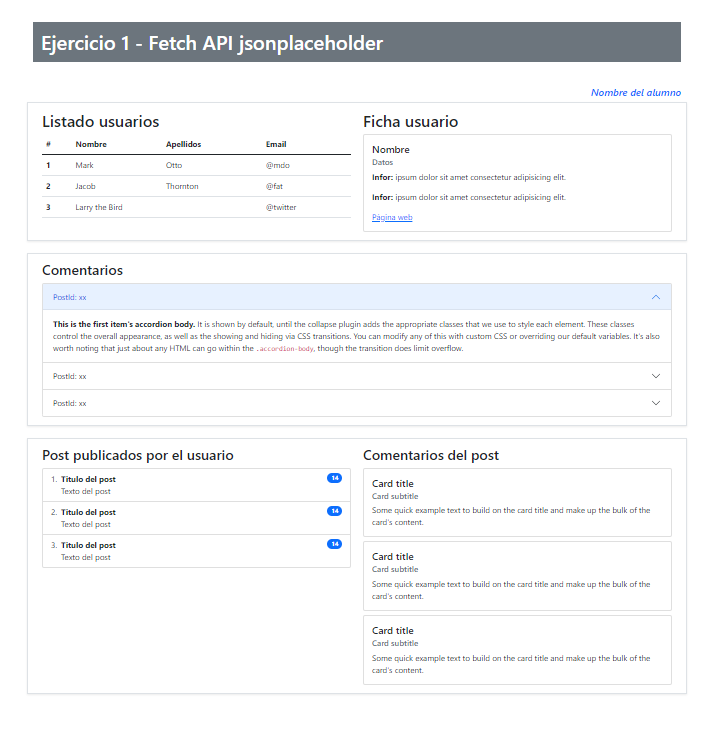 Ejercicio 1 - Fetch API jsonplaceholder
Nombre del alumno
Listado usuarios
# Nombre Apellidos Email
1 Mark Otto @mdo
2 Jacob Thornton @fat
3 Larry the Bird @twitter
Ficha usuario
Nombre
Datos
Infor: ipsum dolor sit amet consectetur adipisicing elit.
Infor: ipsum dolor sit amet consectetur adipisicing elit.
Página web
Comentarios
PostId: xx
This is the first item's accordion body. It is shown by default, until the collapse plugin adds the appropriate classes that we use to style each element. These classes
control the overall appearance, as well as the showing and hiding via CSS transitions. You can modify any of this with custom CSS or overriding our default variables. It's also
worth noting that just about any HTML can go within the .accordion-body, though the transition does limit overflow.
PostId: xx
PostId: xx
Post publicados por el usuario
1. Titulo del post 14
Texto del post
2. Titulo del post 14
Texto del post
3. Titulo del post 14
Texto del post
Comentarios del post
Card title
Card subtitle
Some quick example text to build on the card title and make up the bulk of the
card's content.
Card title
Card subtitle
Some quick example text to build on the card title and make up the bulk of the
card's content.
Card title
Card subtitle
Some quick example text to build on the card title and make up the bulk of the
card's content.